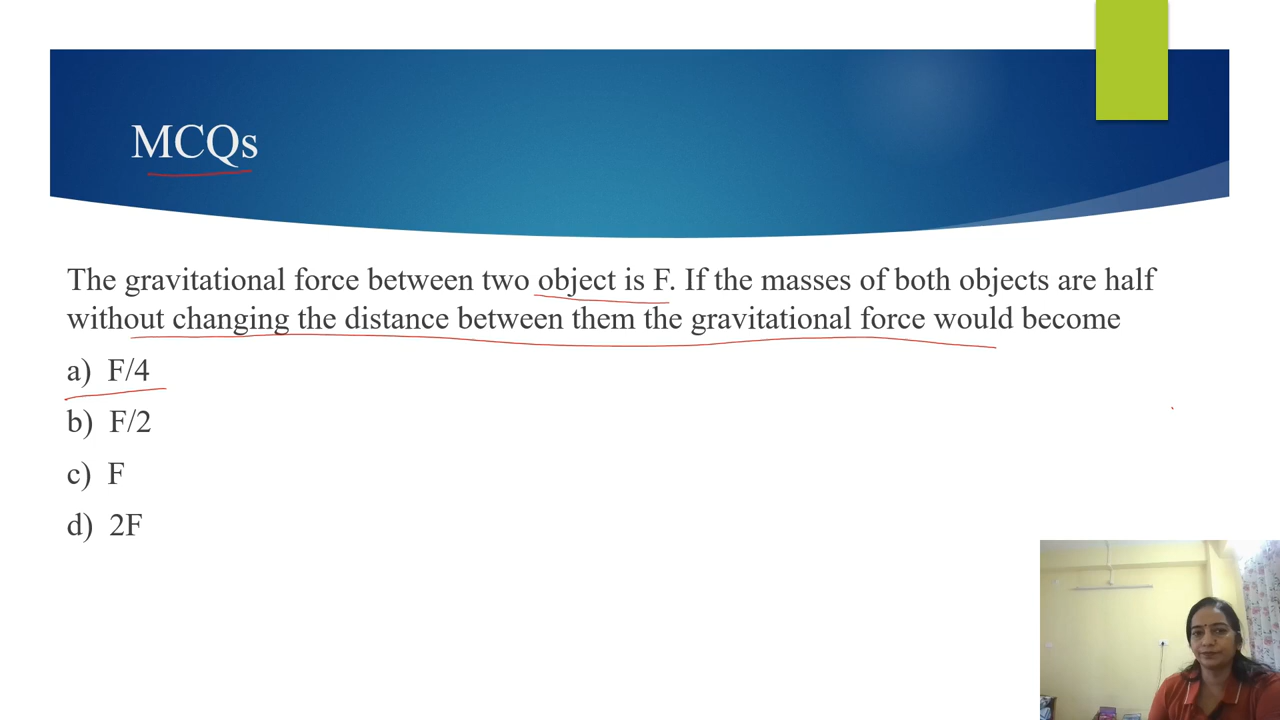 MCQs
The gravitational force between two object is F. If the masses of both objects are half
without changing the distance between them the gravitational force would become
a) F/4
b) F/2
c) F
d) 2F